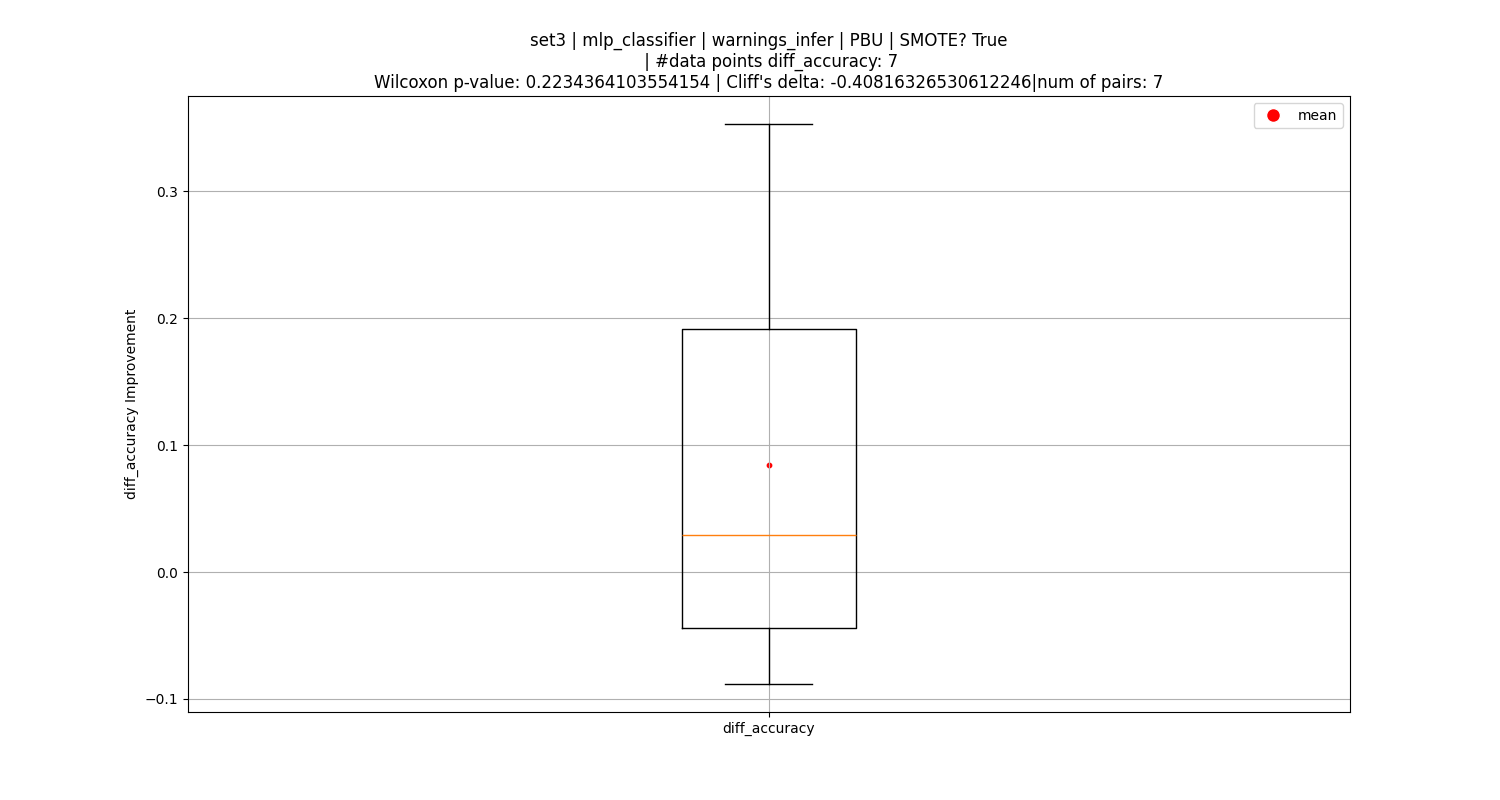 set3 | mlp_classifier | warnings_infer | PBU | SMOTE? True
| #data points diff_accuracy: 7
Wilcoxon p-value: 0.2234364103554154 | Cliff's delta: -0.40816326530612246|num of pairs: 7
mean
0.3
0.2
0.1
0.0
−0.1
diff_accuracy Improvement
diff_accuracy